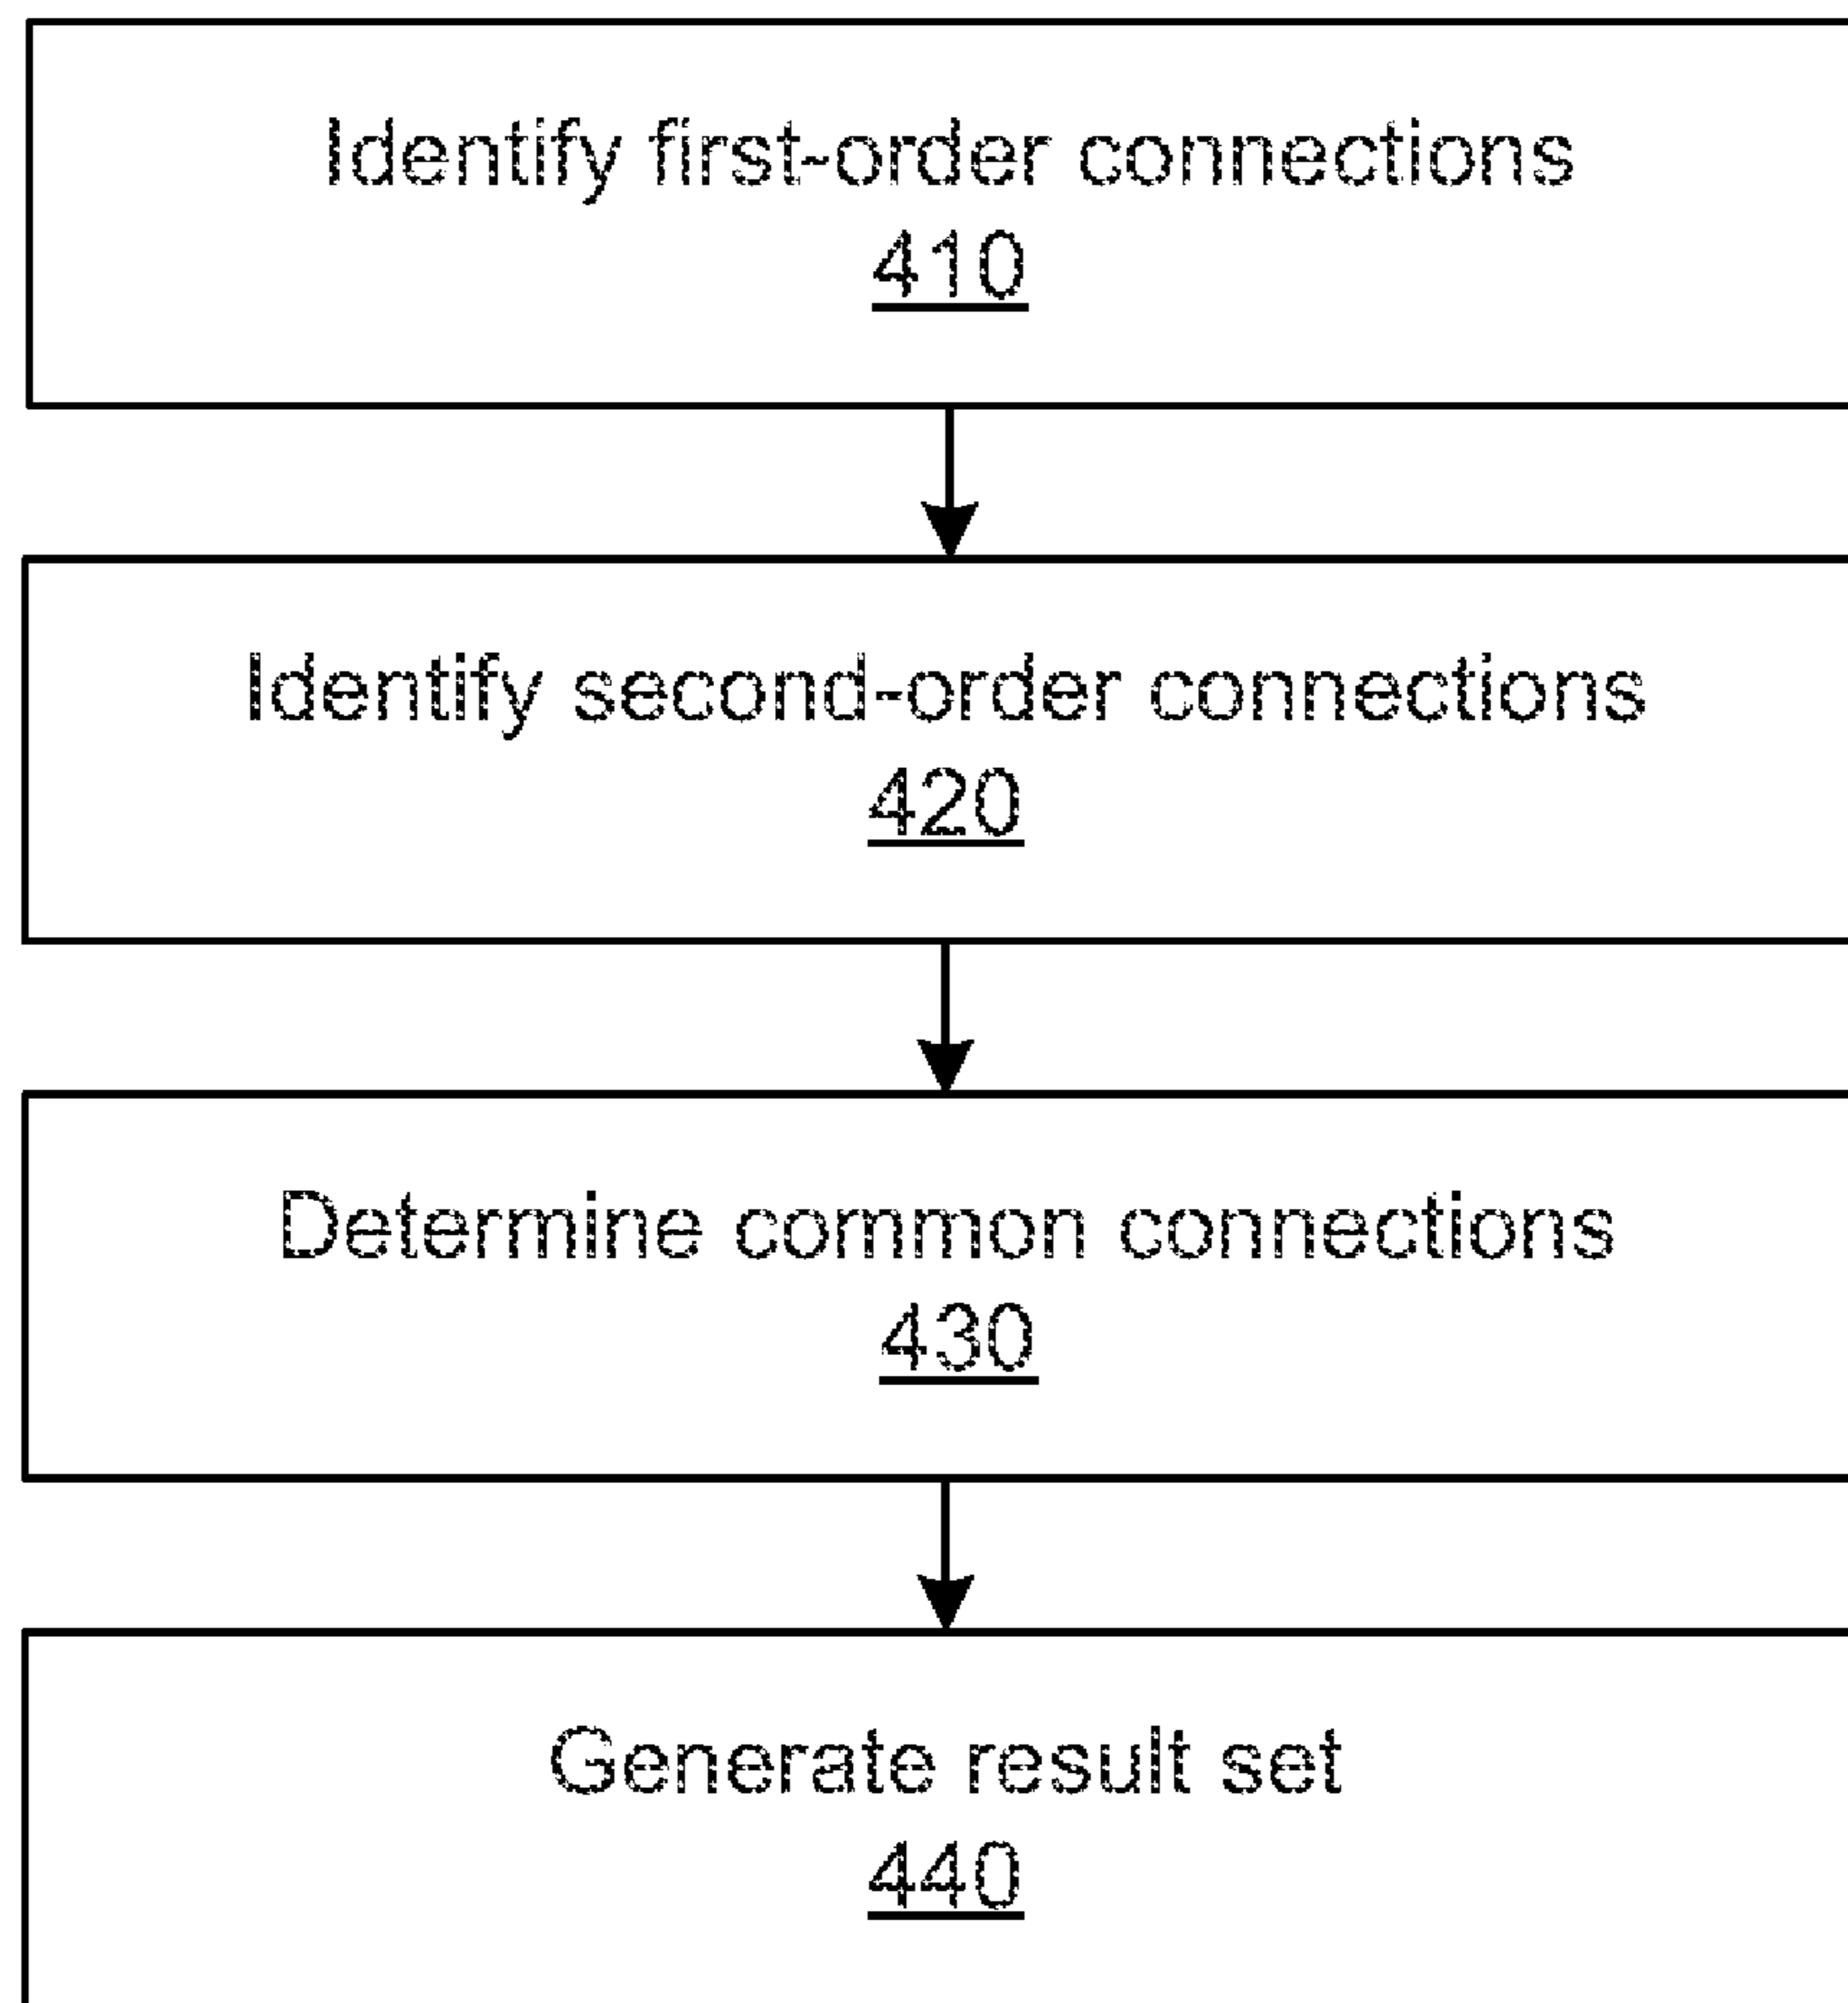 Identify first-order connections
410
Identify second-order connections
420
Determine common connections
430
Generate result set
440